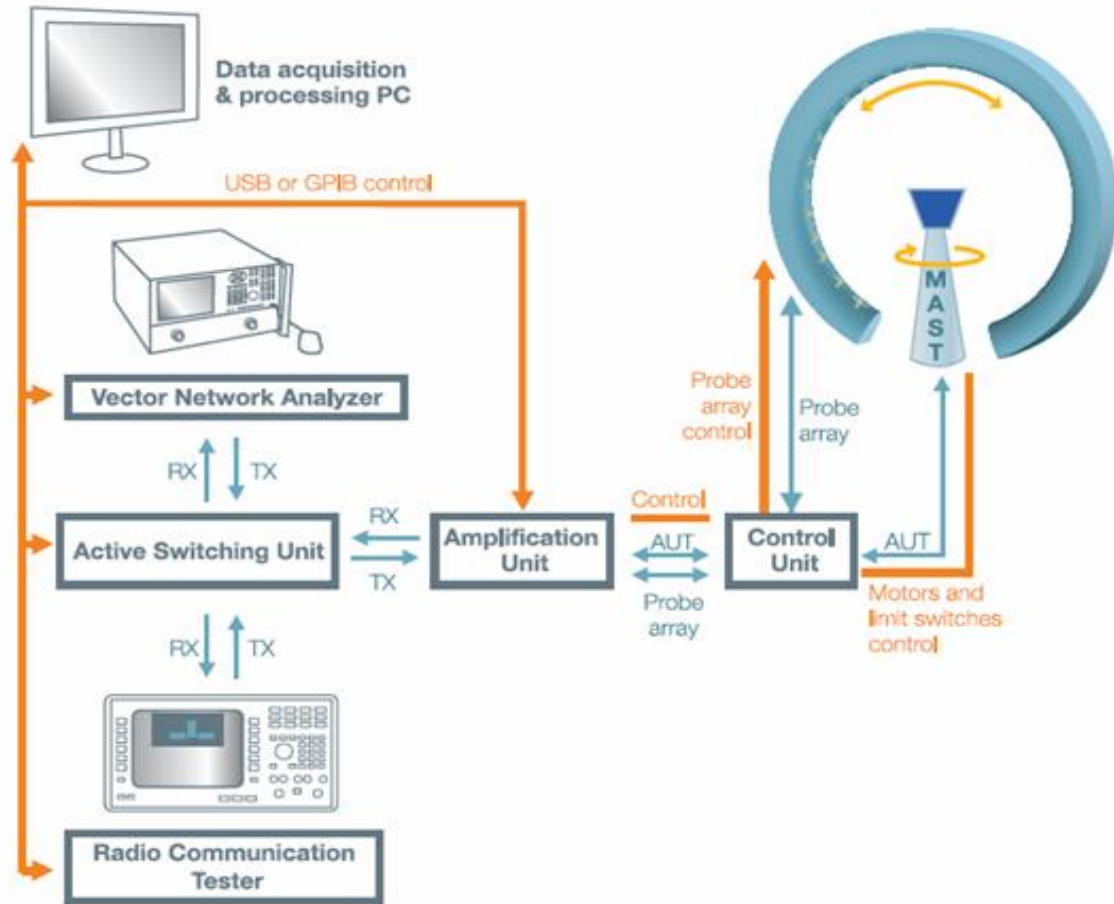 Data acquisition
& processing PC
USB or GPIB control
Vector Network Analyzer
RX
TX
Active Switching Unit
RX
TX
Amplification
Unit
Control
AUT
Probe
array
Control
Unit
Probe
array
control
Probe
array
MAST
AUT
Motors and
limit switches
control
RX
TX
Radio Communication
Tester